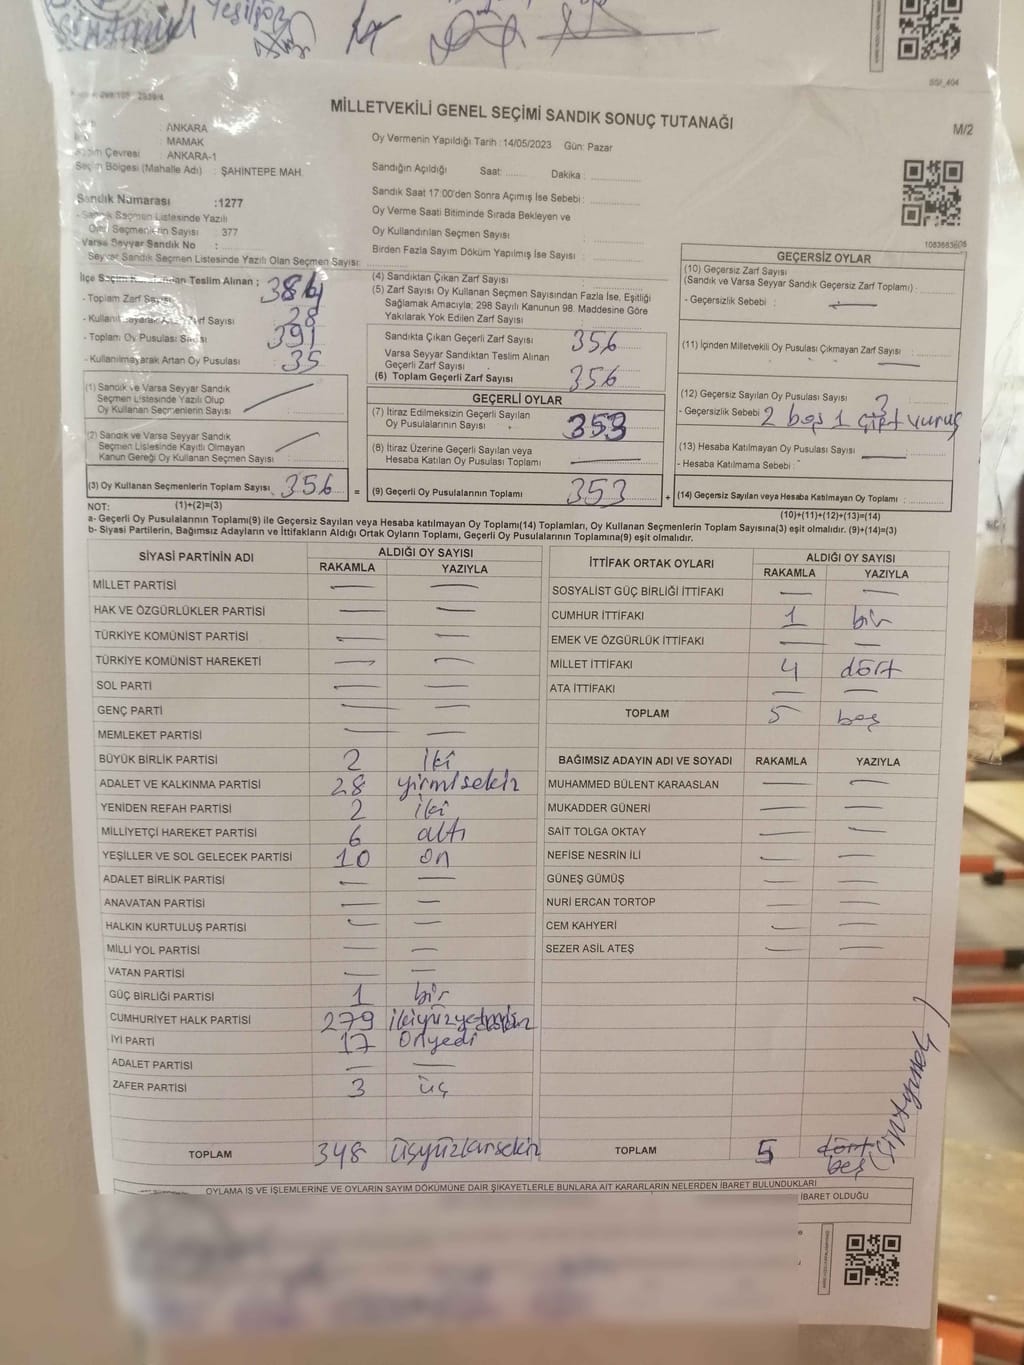 Yeşilgöz
SSI_404
MİLLETVEKİLİ GENEL SEÇİMİ SANDIK SONUÇ TUTANAĞI
M/2
: ANKARA
: MAMAK
Seçim Çevresi : ANKARA-1
Seçim Bölgesi (Mahalle Adı) : ŞAHİNTEPE MAH.
Sandık Numarası :1277
- Sandık Seçmen Listesinde Yazılı
Olan Seçmenlerin Sayısı 377
Varsa Seyyar Sandık No :
Seyyar Sandık Seçmen Listesinde Yazılı Olan Seçmen Sayısı:
Oy Vermenin Yapıldığı Tarih : 14/05/2023 Gün: Pazar
Sandığın Açıldığı Saat: Dakika :
Sandık Saat 17:00'den Sonra Açılmış İse Sebebi :
Oy Verme Saati Bitiminde Sırada Bekleyen ve
Oy Kullandırılan Seçmen Sayısı :
Birden Fazla Sayım Döküm Yapılmış İse Sayısı :
İlçe Seçim Kurulundan Teslim Alınan ;
- Toplam Zarf Sayısı 384
- Kullanılmayarak Artan Zarf Sayısı 28
- Toplam Oy Pusulası Sayısı 391
- Kullanılmayarak Artan Oy Pusulası 35
(1) Sandık ve Varsa Seyyar Sandık
Seçmen Listesinde Yazılı Olup
Oy Kullanan Seçmenlerin Sayısı :
(2) Sandık ve Varsa Seyyar Sandık
Seçmen Listesinde Kayıtlı Olmayan
Kanun Gereği Oy Kullanan Seçmen Sayısı :
(3) Oy Kullanan Seçmenlerin Toplam Sayısı 356 =
(1)+(2)=(3)
(4) Sandıktan Çıkan Zarf Sayısı :
(5) Zarf Sayısı Oy Kullanan Seçmen Sayısından Fazla İse, Eşitliği
Sağlamak Amacıyla; 298 Sayılı Kanunun 98. Maddesine Göre
Yakılarak Yok Edilen Zarf Sayısı :
Sandıkta Çıkan Geçerli Zarf Sayısı 356
Varsa Seyyar Sandıktan Teslim Alınan
Geçerli Zarf Sayısı :
(6) Toplam Geçerli Zarf Sayısı 356
GEÇERLİ OYLAR
(7) İtiraz Edilmeksizin Geçerli Sayılan
Oy Pusulalarının Sayısı : 353
(8) İtiraz Üzerine Geçerli Sayılan veya
Hesaba Katılan Oy Pusulası Toplamı
(9) Geçerli Oy Pusulalarının Toplamı 353 +
1083683606
GEÇERSİZ OYLAR
(10) Geçersiz Zarf Sayısı
(Sandık ve Varsa Seyyar Sandık Geçersiz Zarf Toplamı) :
- Geçersizlik Sebebi :
(11) İçinden Milletvekili Oy Pusulası Çıkmayan Zarf Sayısı :
(12) Geçersiz Sayılan Oy Pusulası Sayısı 3
- Geçersizlik Sebebi 2 boş 1 çift vuruş
(13) Hesaba Katılmayan Oy Pusulası Sayısı
- Hesaba Katılmama Sebebi :
(14) Geçersiz Sayılan veya Hesaba Katılmayan Oy Toplamı :
(10)+(11)+(12)+(13)=(14)
NOT:
a- Geçerli Oy Pusulalarının Toplamı(9) ile Geçersiz Sayılan veya Hesaba katılmayan Oy Toplamı(14) Toplamları, Oy Kullanan Seçmenlerin Toplam Sayısına(3) eşit olmalıdır. (9)+(14)=(3)
b- Siyasi Partilerin, Bağımsız Adayların ve İttifakların Aldığı Ortak Oyların Toplamı, Geçerli Oy Pusulalarının Toplamına(9) eşit olmalıdır.
SİYASİ PARTİNİN ADI ALDIĞI OY SAYISI
RAKAMLA YAZIYLA
MİLLET PARTİSİ — —
HAK VE ÖZGÜRLÜKLER PARTİSİ — —
TÜRKİYE KOMÜNİST PARTİSİ — —
TÜRKİYE KOMÜNİST HAREKETİ — —
SOL PARTİ — —
GENÇ PARTİ — —
MEMLEKET PARTİSİ — —
BÜYÜK BİRLİK PARTİSİ 2 iki
ADALET VE KALKINMA PARTİSİ 28 yirmisekiz
YENİDEN REFAH PARTİSİ 2 iki
MİLLİYETÇİ HAREKET PARTİSİ 6 altı
YEŞİLLER VE SOL GELECEK PARTİSİ 10 on
ADALET BİRLİK PARTİSİ — —
ANAVATAN PARTİSİ — —
HALKIN KURTULUŞ PARTİSİ — —
MİLLİ YOL PARTİSİ — —
VATAN PARTİSİ — —
GÜÇ BİRLİĞİ PARTİSİ 1 bir
CUMHURİYET HALK PARTİSİ 279
İYİ PARTİ 17 onyedi
ADALET PARTİSİ — —
ZAFER PARTİSİ 3 üç
TOPLAM 348 üçyüzkırksekiz
İTTİFAK ORTAK OYLARI ALDIĞI OY SAYISI
RAKAMLA YAZIYLA
SOSYALİST GÜÇ BİRLİĞİ İTTİFAKI — —
CUMHUR İTTİFAKI 1 bir
EMEK VE ÖZGÜRLÜK İTTİFAKI — —
MİLLET İTTİFAKI 4 dört
ATA İTTİFAKI — —
TOPLAM 5 beş
BAĞIMSIZ ADAYIN ADI VE SOYADI RAKAMLA YAZIYLA
MUHAMMED BÜLENT KARAASLAN — —
MUKADDER GÜNERİ — —
SAİT TOLGA OKTAY — —
NEFİSE NESRİN İLİ — —
GÜNEŞ GÜMÜŞ — —
NURİ ERCAN TORTOP — —
CEM KAHYERİ — —
SEZER ASİL ATEŞ — —
TOPLAM 5 dört
beş
OYLAMA İŞ VE İŞLEMLERİNE VE OYLARIN SAYIM DÖKÜMÜNE DAİR ŞİKAYETLERLE BUNLARA AİT KARARLARIN NELERDEN İBARET BULUNDUKLARI
İBARET OLDUĞU